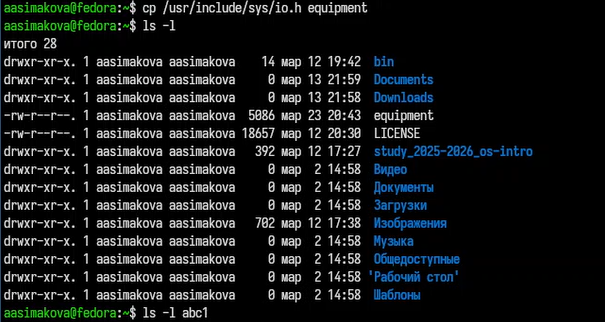 aasimakova@fedora:~$ cp /usr/include/sys/io.h equipment
aasimakova@fedora:~$ ls -l
итого 28
drwxr-xr-x. 1 aasimakova aasimakova    14 мар 12 19:42 bin
drwxr-xr-x. 1 aasimakova aasimakova     0 мар 13 21:59 Documents
drwxr-xr-x. 1 aasimakova aasimakova     0 мар 13 21:58 Downloads
-rw-r--r--. 1 aasimakova aasimakova  5086 мар 23 20:43 equipment
-rw-r--r--. 1 aasimakova aasimakova 18657 мар 12 20:30 LICENSE
drwxr-xr-x. 1 aasimakova aasimakova   392 мар 12 17:27 study_2025-2026_os-intro
drwxr-xr-x. 1 aasimakova aasimakova     0 мар  2 14:58 Видео
drwxr-xr-x. 1 aasimakova aasimakova     0 мар  2 14:58 Документы
drwxr-xr-x. 1 aasimakova aasimakova     0 мар  2 14:58 Загрузки
drwxr-xr-x. 1 aasimakova aasimakova   702 мар 12 17:38 Изображения
drwxr-xr-x. 1 aasimakova aasimakova     0 мар  2 14:58 Музыка
drwxr-xr-x. 1 aasimakova aasimakova     0 мар  2 14:58 Общедоступные
drwxr-xr-x. 1 aasimakova aasimakova     0 мар  2 14:58 'Рабочий стол'
drwxr-xr-x. 1 aasimakova aasimakova     0 мар  2 14:58 Шаблоны
aasimakova@fedora:~$ ls -l abc1